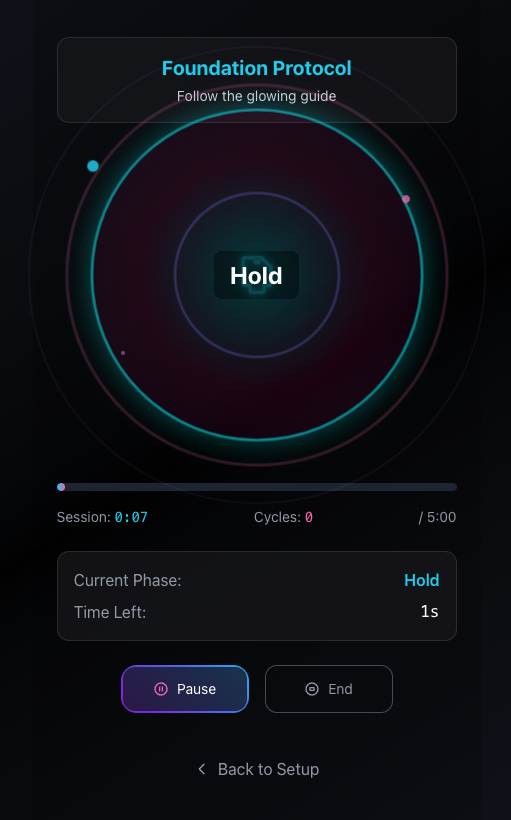 Foundation Protocol
Follow the glowing guide
Hold
Session: 0:07 Cycles: 0 / 5:00
Current Phase: Hold
Time Left: 1s
Pause End
Back to Setup